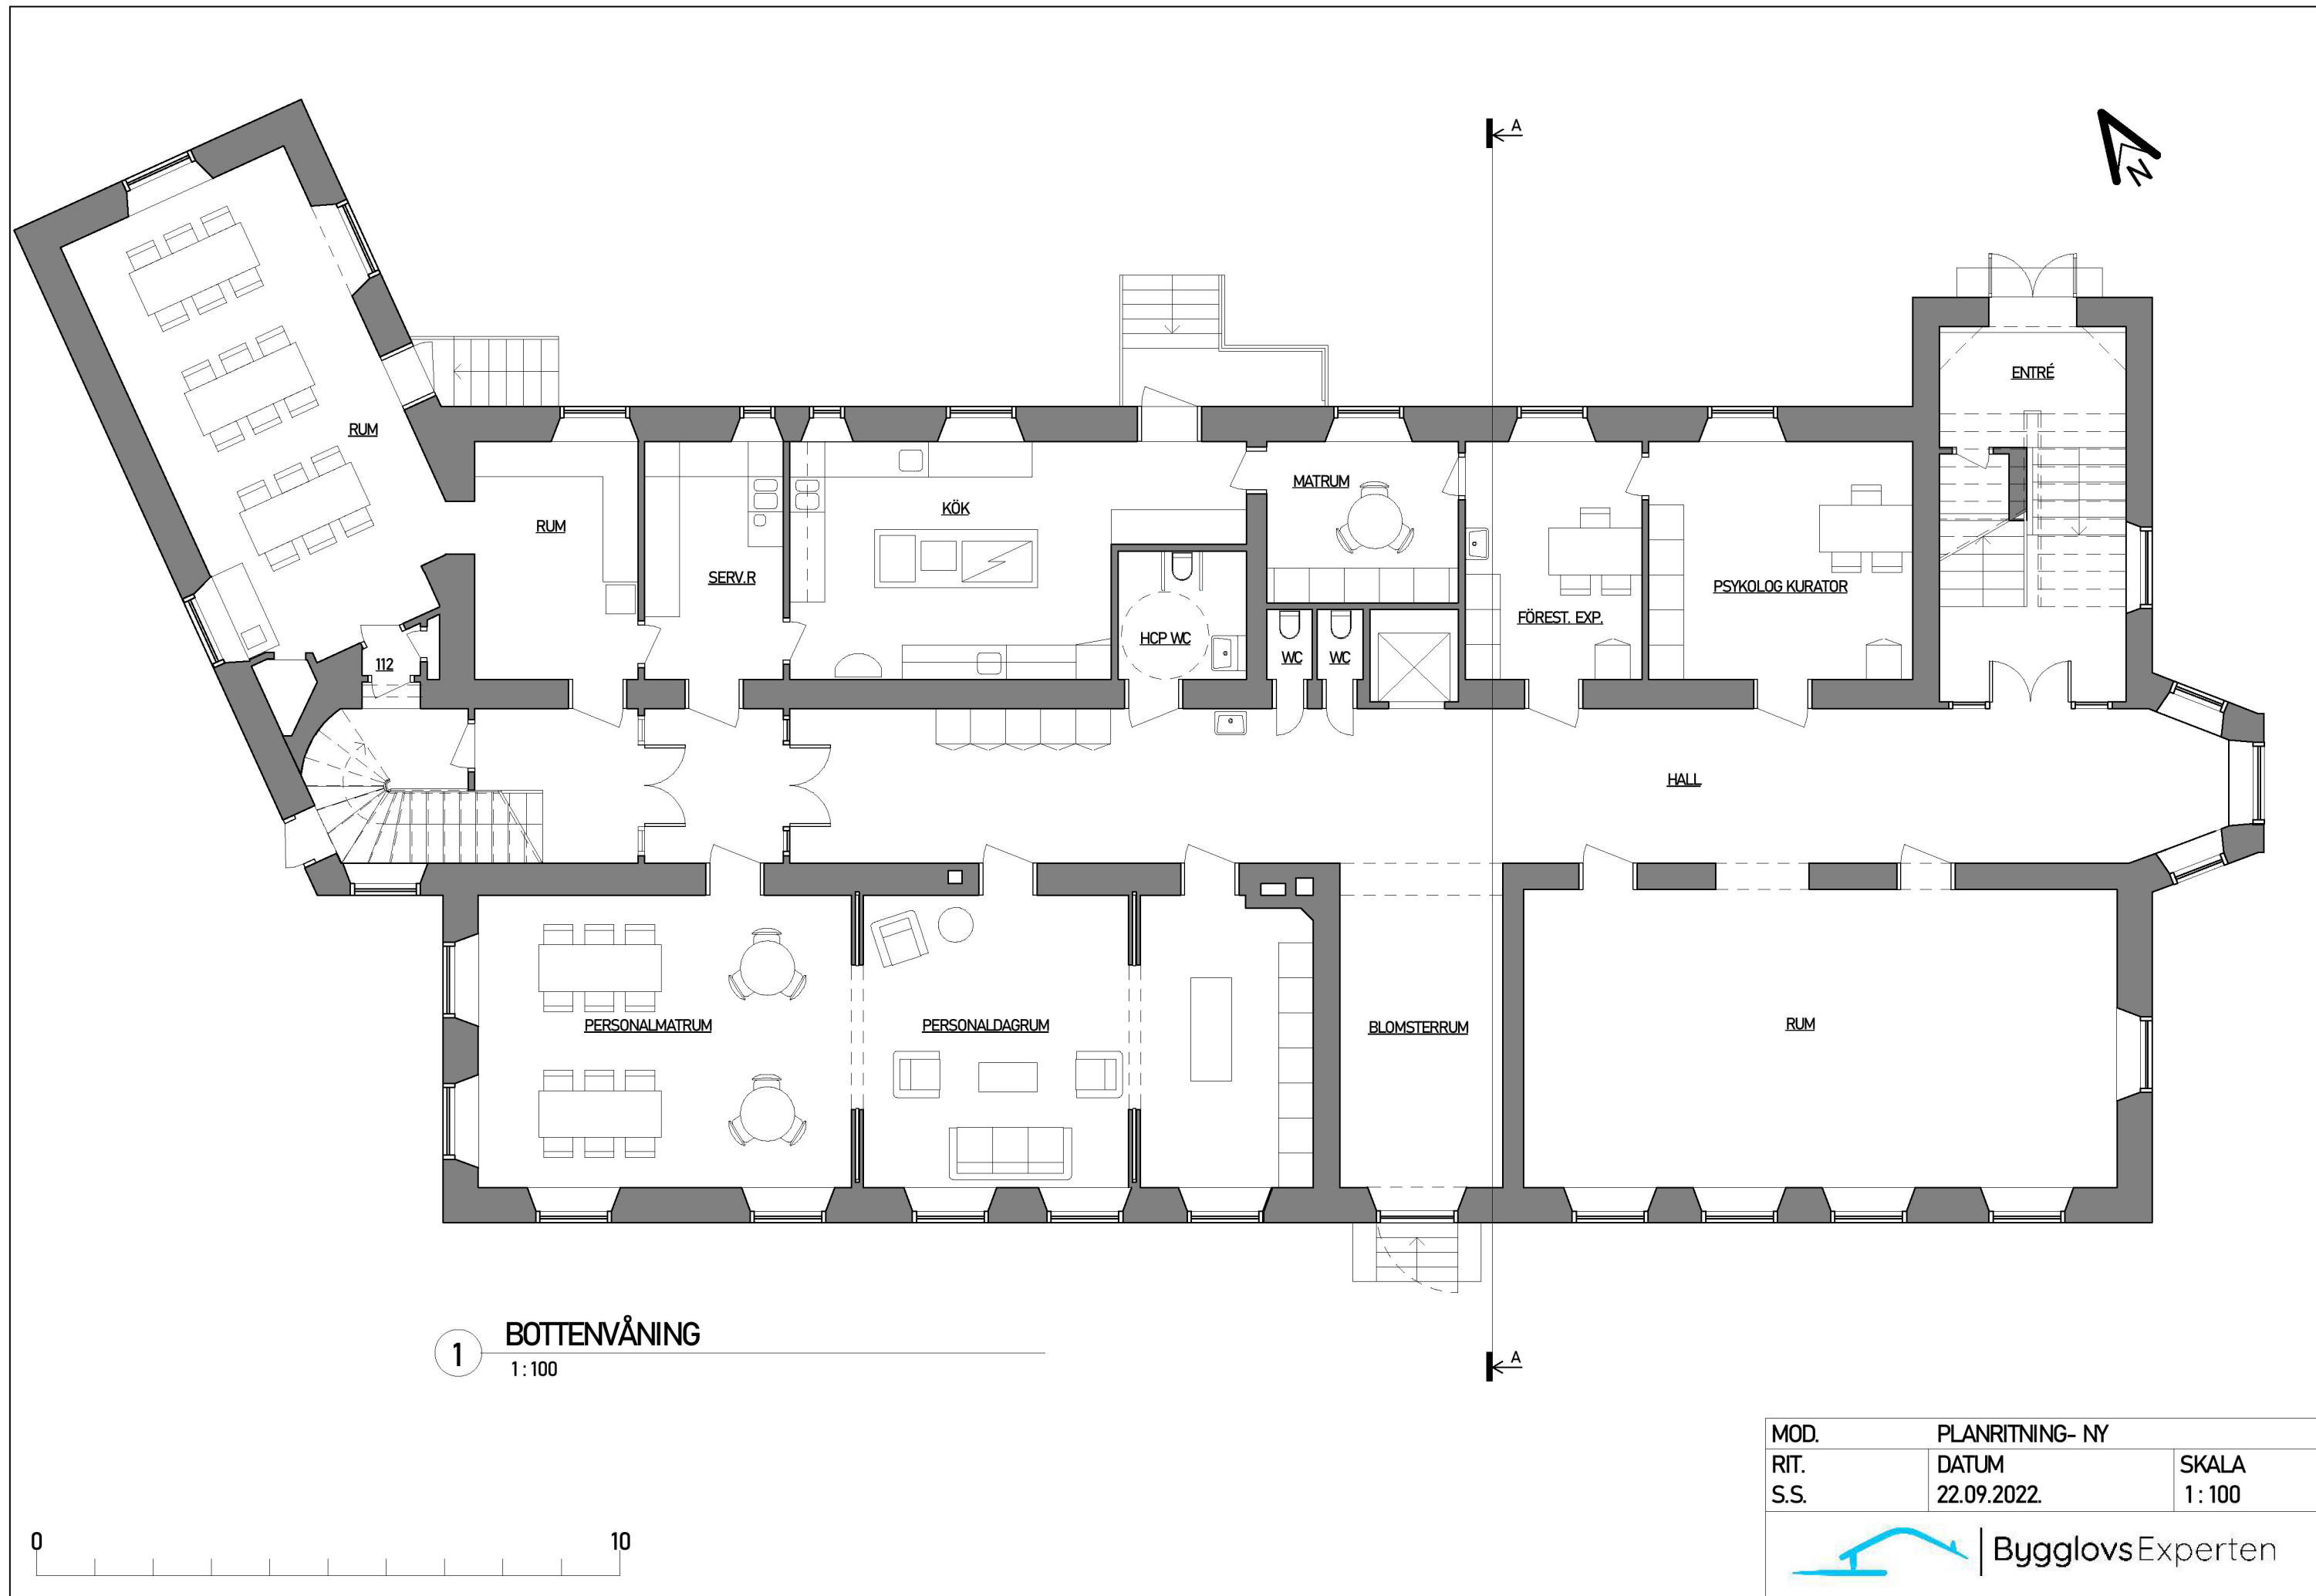 A
N
ENTRÉ
RUM
MATRUM
KÖK
RUM
SERV.R
PSYKOLOG KURATOR
FÖREST. EXP.
HCP WC
WC
WC
112
HALL
PERSONALMATRUM
PERSONALDAGRUM
BLOMSTERRUM
RUM
A
1
BOTTENVÅNING
1 : 100
MOD. PLANRITNING- NY
RIT. DATUM SKALA
S.S. 22.09.2022. 1 : 100
0 10
BygglovsExperten